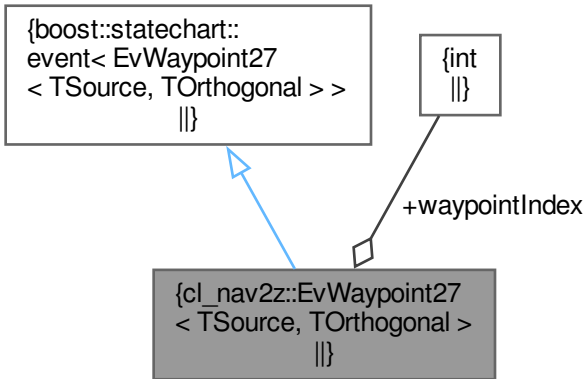 {boost::statechart::
event< EvWaypoint27
< TSource, TOrthogonal > >
||}
{int
||}
+waypointIndex
{cl_nav2z::EvWaypoint27
< TSource, TOrthogonal >
||}